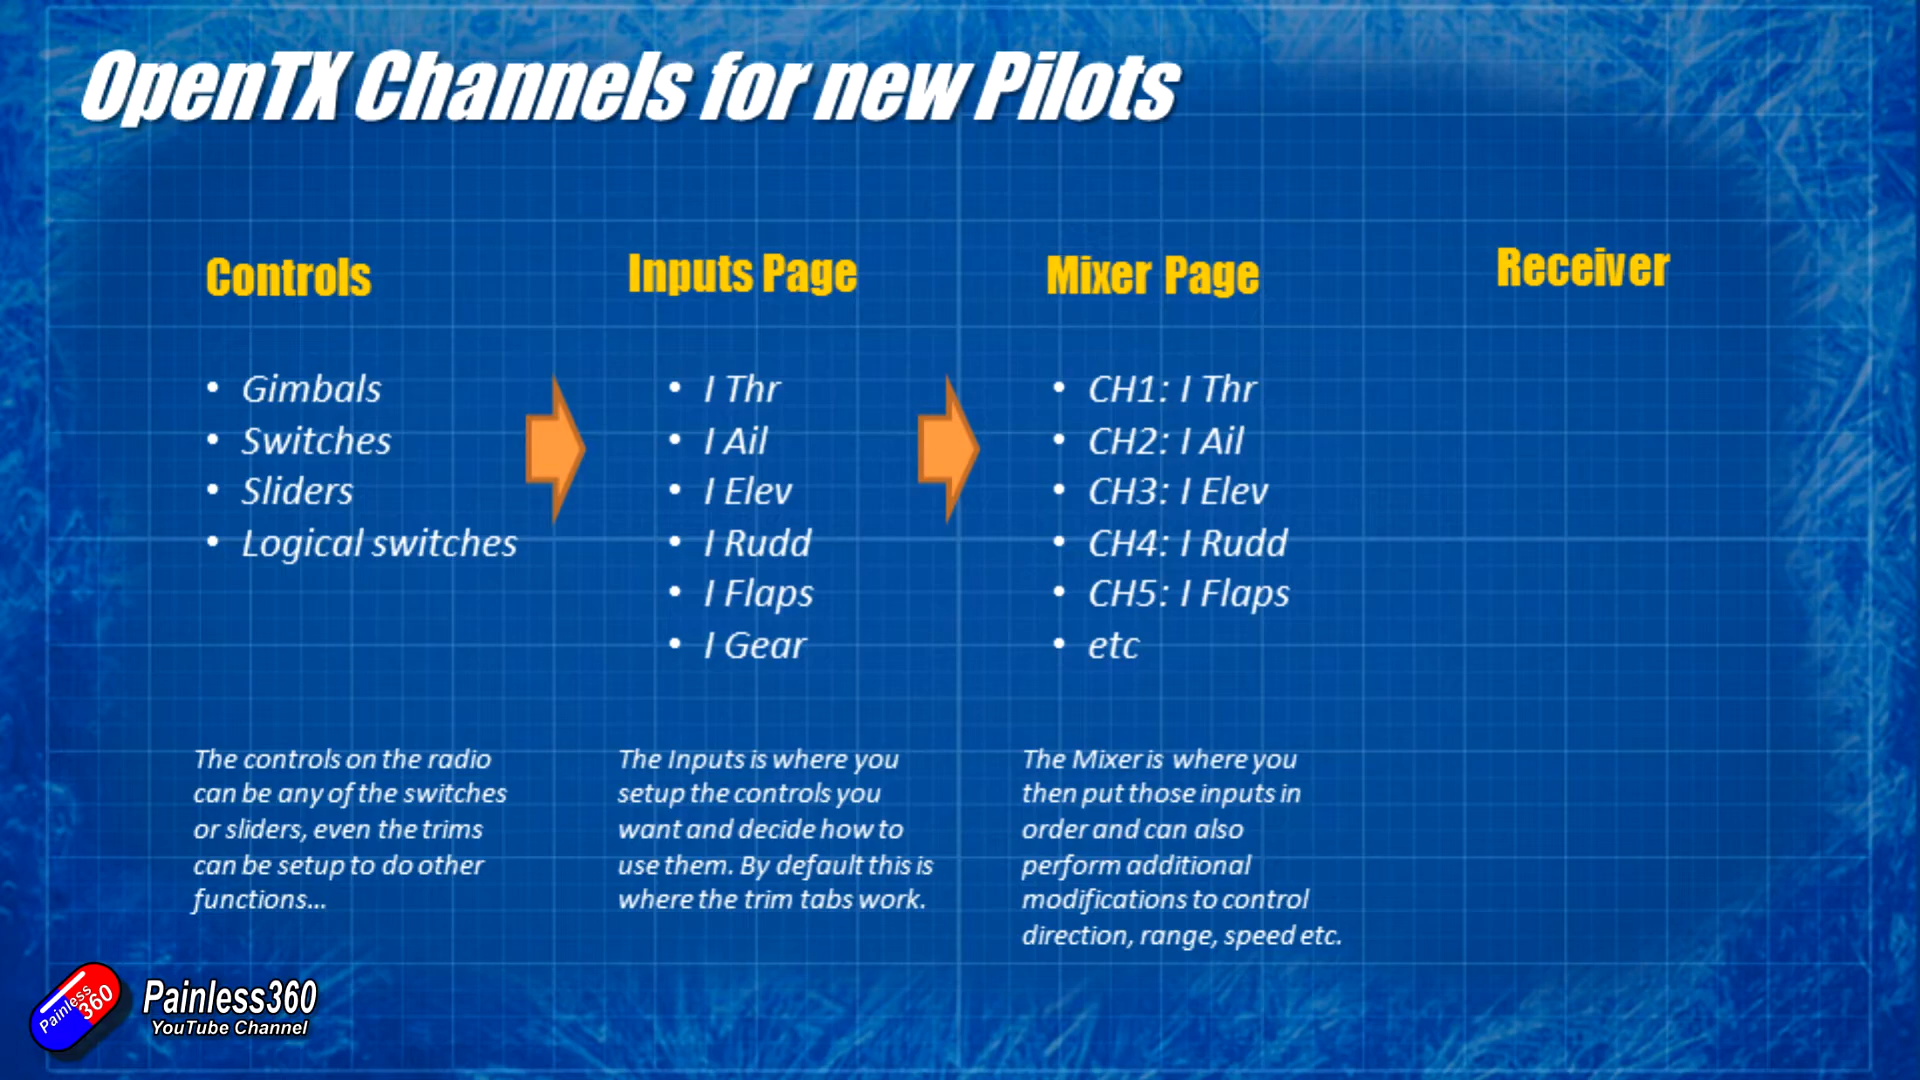 OpenTX Channels for new Pilots
Controls
• Gimbals
• Switches
• Sliders
• Logical switches
The controls on the radio
can be any of the switches
or sliders, even the trims
can be setup to do other
functions...
Inputs Page
• I Thr
• I Ail
• I Elev
• I Rudd
• I Flaps
• I Gear
The Inputs is where you
setup the controls you
want and decide how to
use them. By default this is
where the trim tabs work.
Mixer Page
• CH1: I Thr
• CH2: I Ail
• CH3: I Elev
• CH4: I Rudd
• CH5: I Flaps
• etc
The Mixer is where you
then put those inputs in
order and can also
perform additional
modifications to control
direction, range, speed etc.
Receiver
Painless
360
Painless360
YouTube Channel